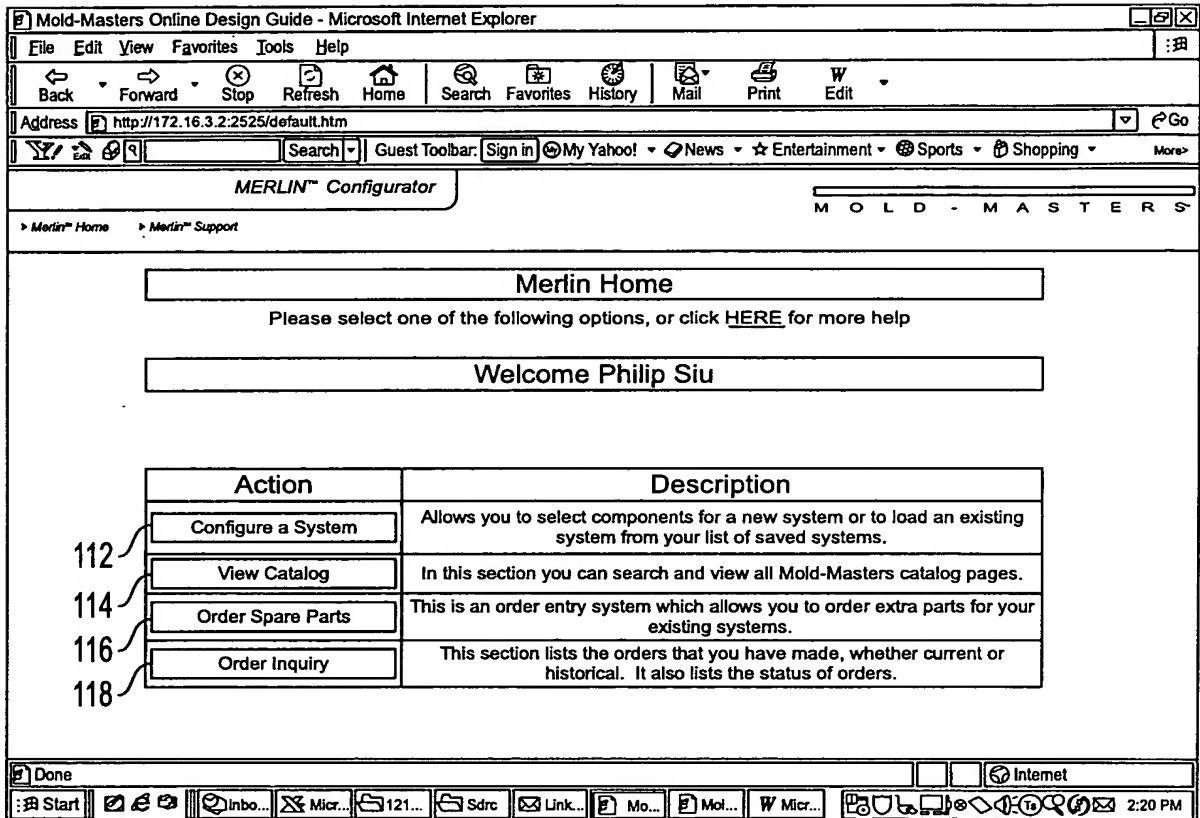 Mold-Masters Online Design Guide - Microsoft Internet Explorer
File Edit View Favorites Tools Help
Back Forward Stop Refresh Home Search Favorites History Mail Print Edit
Address http://172.16.3.2:2525/default.htm Go
Search Guest Toolbar: Sign in My Yahoo! News Entertainment Sports Shopping More>
MERLIN™ Configurator
MOLD-MASTERS
Merlin™ Home Merlin™ Support
Merlin Home
Please select one of the following options, or click HERE for more help
Welcome Philip Siu
Action Description
Configure a System
Allows you to select components for a new system or to load an existing
system from your list of saved systems.
112
View Catalog In this section you can search and view all Mold-Masters catalog pages.
114
Order Spare Parts
This is an order entry system which allows you to order extra parts for your
existing systems.
116
Order Inquiry
This section lists the orders that you have made, whether current or
historical. It also lists the status of orders.
118
Done Internet
Start Inbo... Micr... 121... Sdrc Link... Mo... Mol... Micr... 2:20 PM